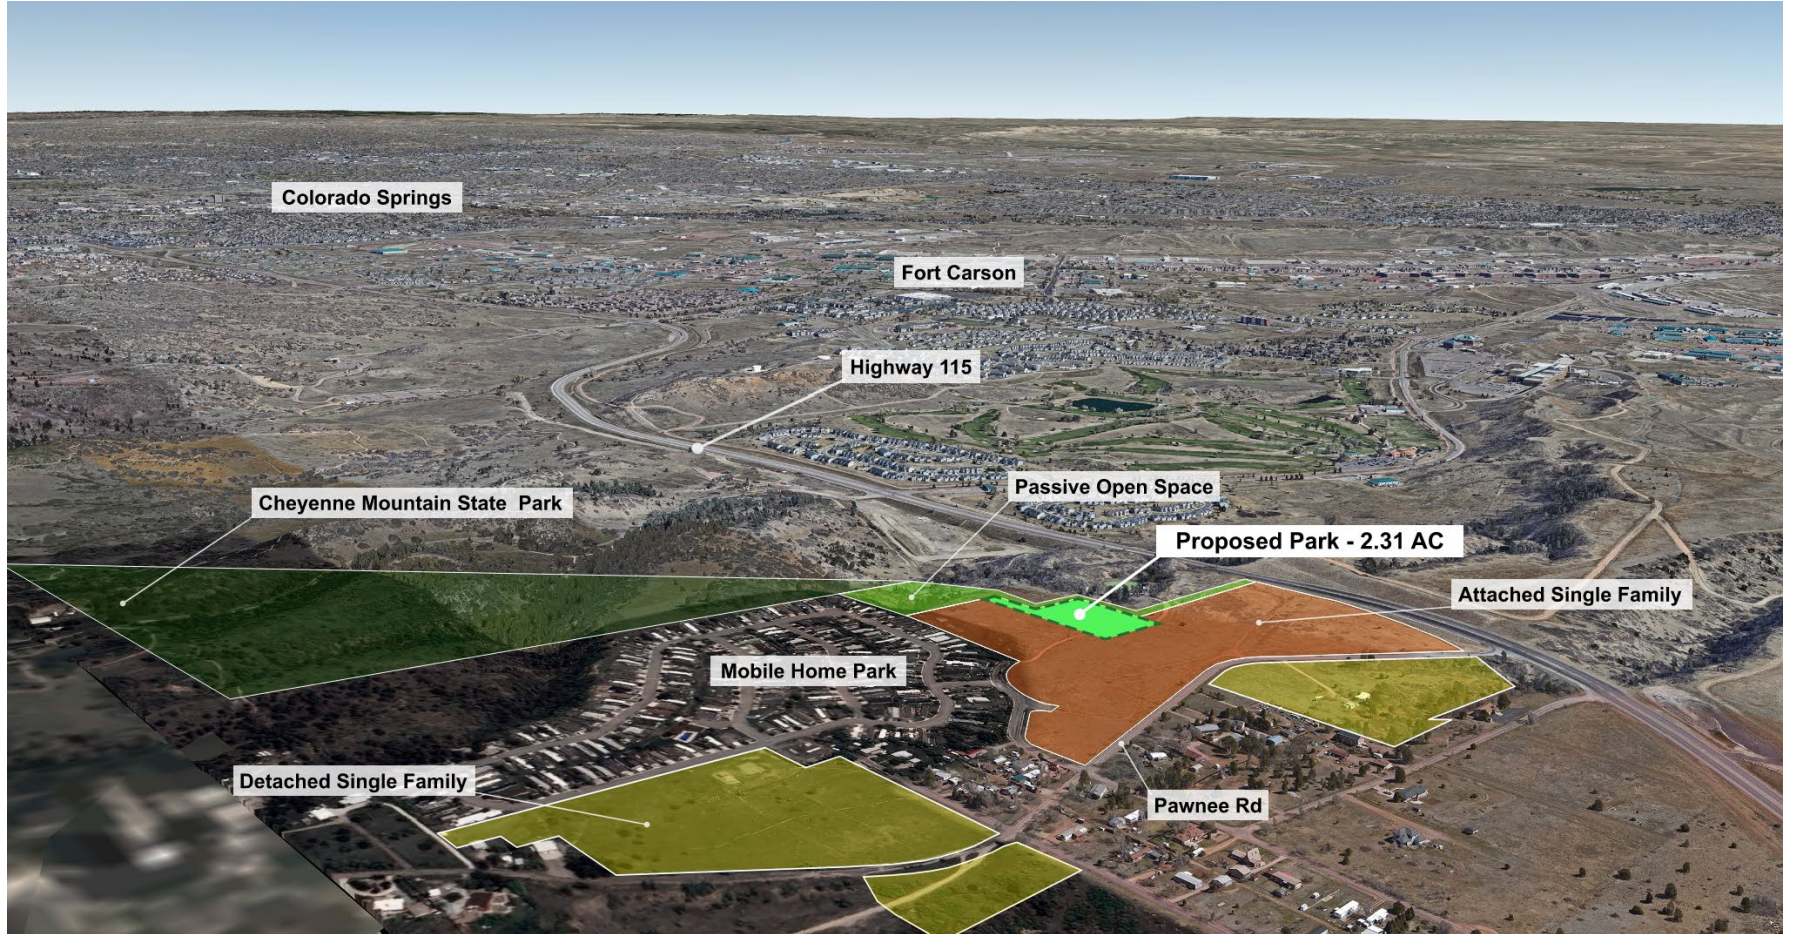 Colorado Springs
Fort Carson
Highway 115
Passive Open Space
Cheyenne Mountain State Park
Proposed Park - 2.31 AC
Attached Single Family
Mobile Home Park
Detached Single Family
Pawnee Rd